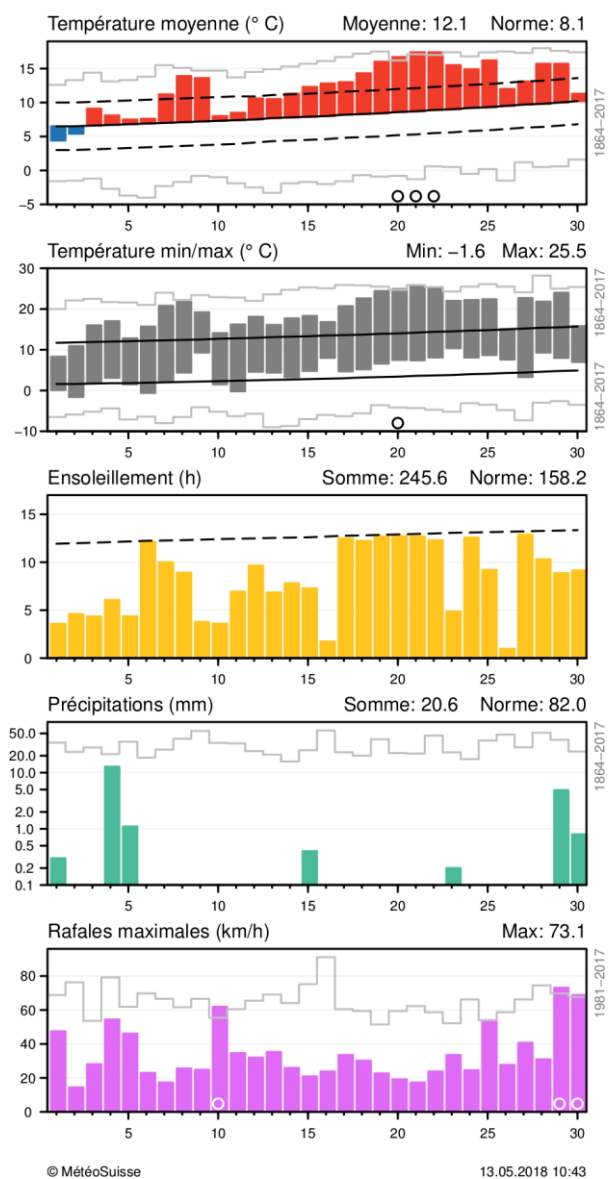 Température moyenne (° C) Moyenne: 12.1 Norme: 8.1
15
10
5
0
−5
5 10 15 20 25 30
1864−2017
Température min/max (° C) Min: −1.6 Max: 25.5
30
20
10
0
−10
5 10 15 20 25 30
1864−2017
Ensoleillement (h) Somme: 245.6 Norme: 158.2
15
10
5
0
5 10 15 20 25 30
Précipitations (mm) Somme: 20.6 Norme: 82.0
50.0
20.0
10.0
5.0
2.0
1.0
0.5
0.2
0.1
5 10 15 20 25 30
1864−2017
Rafales maximales (km/h) Max: 73.1
80
60
40
20
0
5 10 15 20 25 30
1981−2017
© MétéoSuisse 13.05.2018 10:43